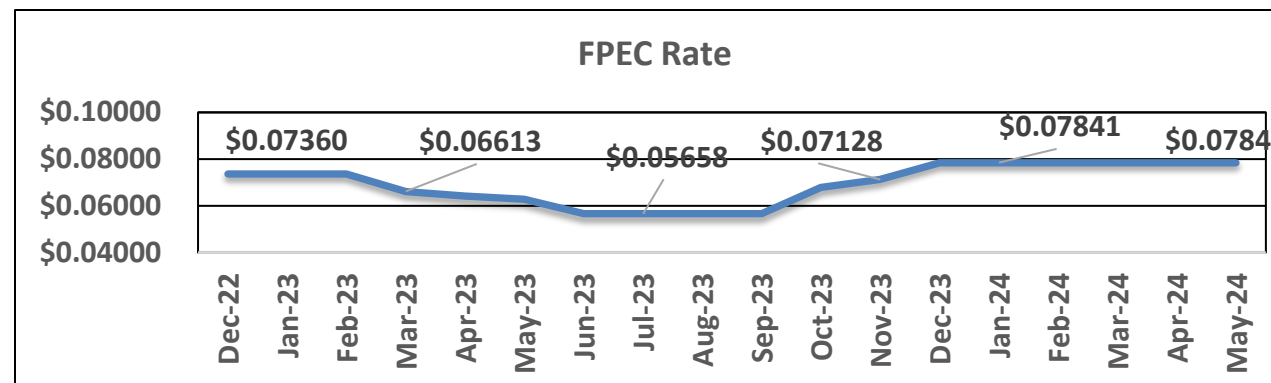 FPEC Rate
$0.10000
$0.08000
$0.06000
$0.04000
$0.07360
$0.06613
$0.05658
$0.07128
$0.07841
$0.0784
Dec-22
Jan-23
Feb-23
Mar-23
Apr-23
May-23
Jun-23
Jul-23
Aug-23
Sep-23
Oct-23
Nov-23
Dec-23
Jan-24
Feb-24
Mar-24
Apr-24
May-24